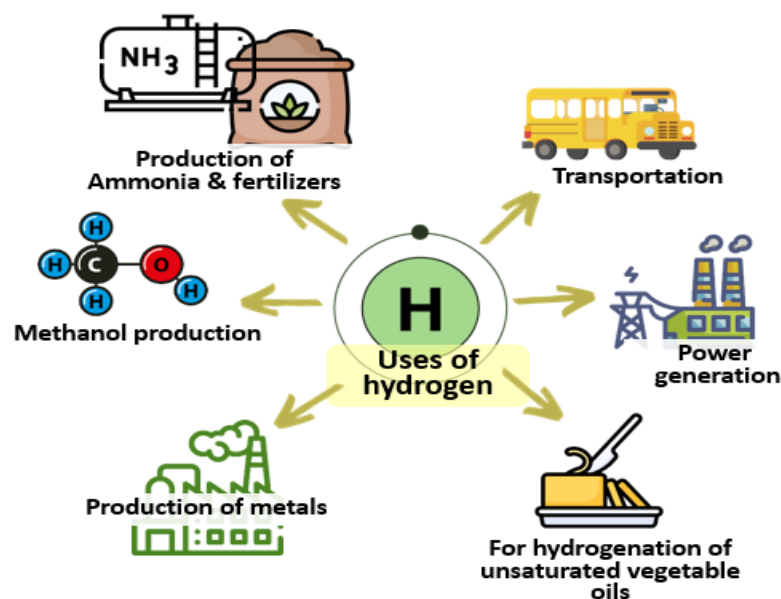 NH3
Production of
Ammonia & fertilizers
Transportation
H
H
C
O
H
H
Methanol production
H
Uses of
hydrogen
Power
generation
Production of metals
For hydrogenation of
unsaturated vegetable
oils